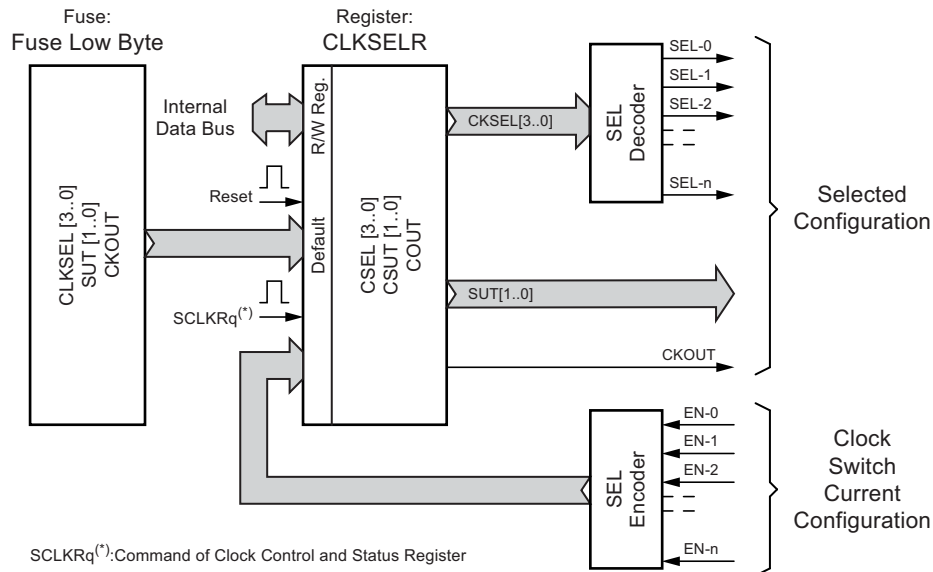 Fuse:
Fuse Low Byte
Register:
CLKSELR
CLKSEL [3..0]
SUT [1..0]
CKOUT
Internal
Data Bus
Reset
SCLKRq(*)
R/W Reg.
Default
CSEL [3..0]
CSUT [1..0]
COUT
CKSEL[3..0]
SUT[1..0]
CKOUT
SEL
Decoder
SEL-0
SEL-1
SEL-2
SEL-n
Selected
Configuration
SEL
Encoder
EN-0
EN-1
EN-2
EN-n
Clock
Switch
Current
Configuration
SCLKRq(*):Command of Clock Control and Status Register